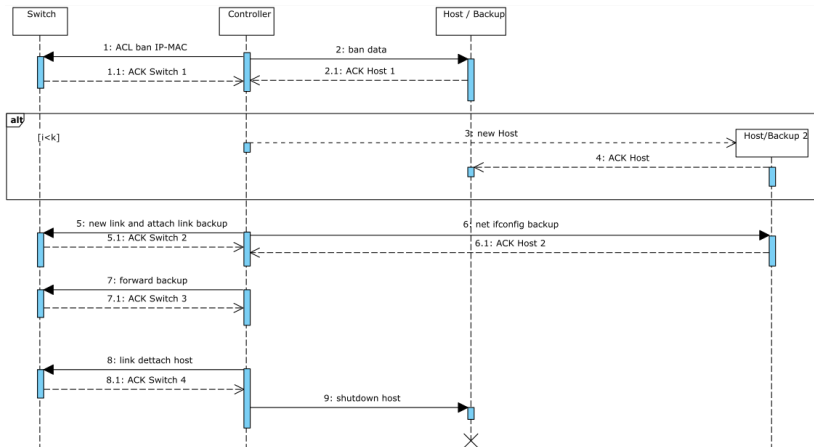 Switch
Controller
Host / Backup
1: ACL ban IP-MAC
2: ban data
1.1: ACK Switch 1
2.1: ACK Host 1
alt
[i<k]
3: new Host
Host/Backup 2
4: ACK Host
5: new link and attach link backup
6: net ifconfig backup
5.1: ACK Switch 2
6.1: ACK Host 2
7: forward backup
7.1: ACK Switch 3
8: link dettach host
8.1: ACK Switch 4
9: shutdown host